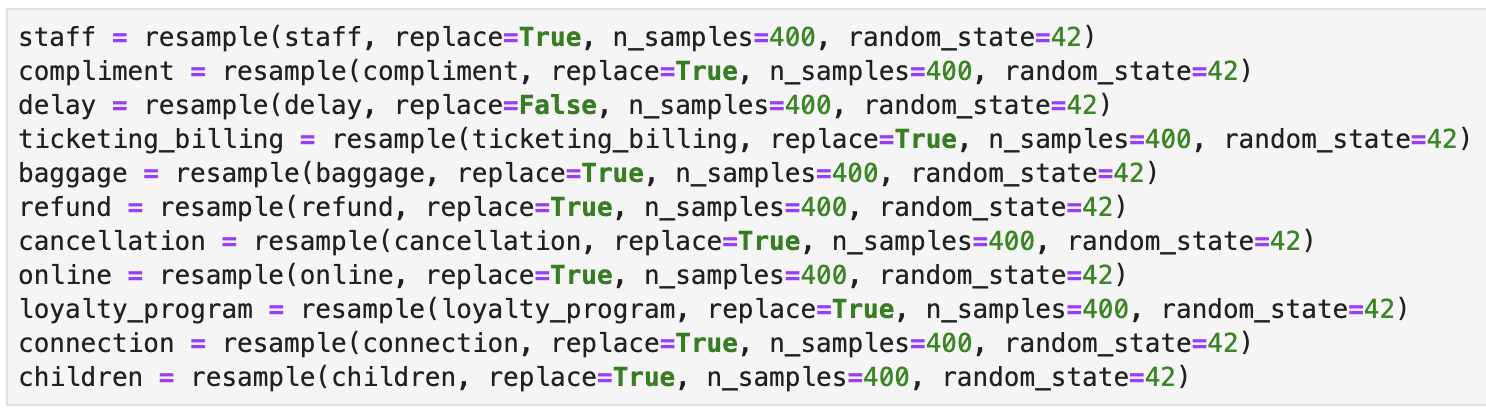 staff = resample(staff, replace=True, n_samples=400, random_state=42)
compliment = resample(compliment, replace=True, n_samples=400, random_state=42)
delay = resample(delay, replace=False, n_samples=400, random_state=42)
ticketing_billing = resample(ticketing_billing, replace=True, n_samples=400, random_state=42)
baggage = resample(baggage, replace=True, n_samples=400, random_state=42)
refund = resample(refund, replace=True, n_samples=400, random_state=42)
cancellation = resample(cancellation, replace=True, n_samples=400, random_state=42)
online = resample(online, replace=True, n_samples=400, random_state=42)
loyalty_program = resample(loyalty_program, replace=True, n_samples=400, random_state=42)
connection = resample(connection, replace=True, n_samples=400, random_state=42)
children = resample(children, replace=True, n_samples=400, random_state=42)